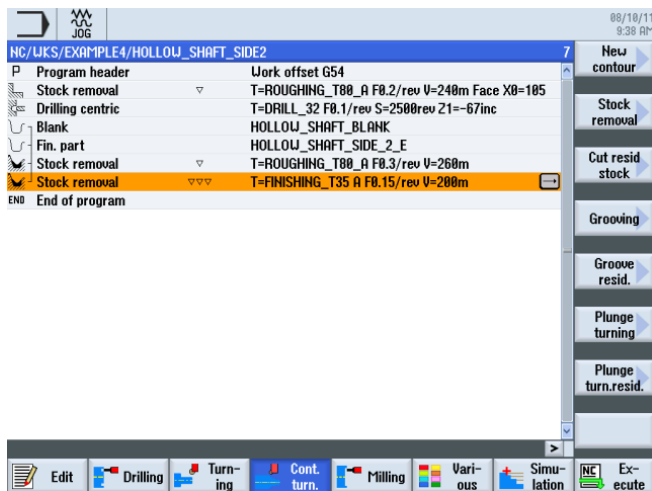 JOG
08/10/11
9:38 AM
NC/WKS/EXAMPLE4/HOLLOW_SHAFT_SIDE2 7
P Program header Work offset G54
Stock removal ▽ T=ROUGHING_T80_A F0.2/rev V=240m Face X0=105
Drilling centric T=DRILL_32 F0.1/rev S=2500rev Z1=-67inc
Blank HOLLOW_SHAFT_BLANK
Fin. part HOLLOW_SHAFT_SIDE_2_E
Stock removal ▽ T=ROUGHING_T80_A F0.3/rev V=260m
Stock removal ▽▽▽ T=FINISHING_T35 A F0.15/rev V=200m
END End of program
New
contour
Stock
removal
Cut resid
stock
Grooving
Groove
resid.
Plunge
turning
Plunge
turn.resid.
>
Edit
Drilling
Turn-
ing
Cont.
turn.
Milling
Vari-
ous
Simu-
lation
NC Ex-
ecute